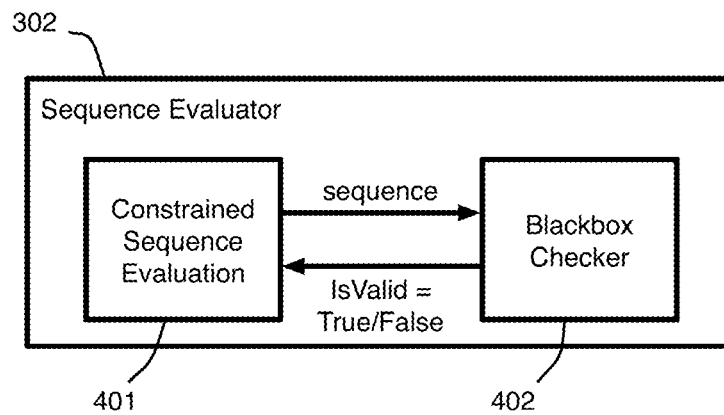 302
Sequence Evaluator
Constrained
Sequence
Evaluation
sequence
IsValid =
True/False
Blackbox
Checker
401
402